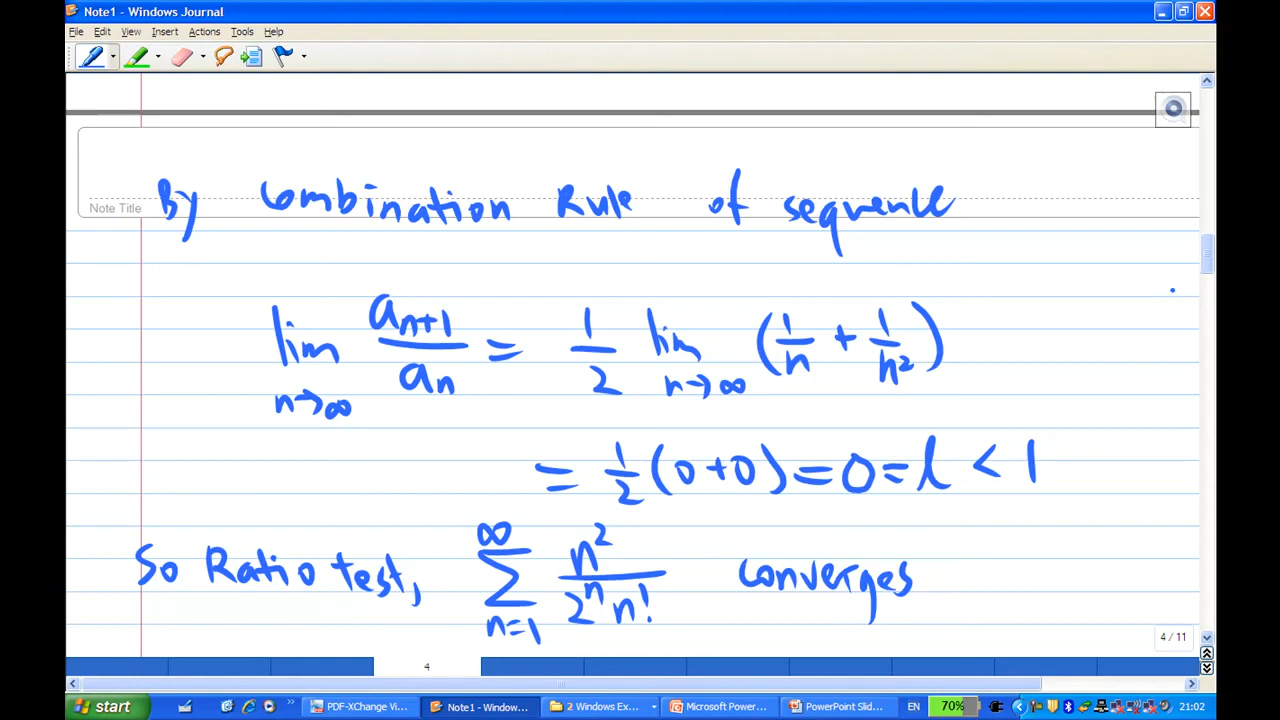 Note1 - Windows Journal
File Edit View Insert Actions Tools Help
By Combination Rule of sequence
Note Title
lim n→∞ a_{n+1}/a_n = 1/2 lim n→∞ (1/n + 1/n²)
= 1/2 (0+0) = 0 = l < 1
So Ratio test, ∑_{n=1}^{∞} n²/(2^n n!) converges
4 / 11
4
start PDF-XChange Vi... Note1 - Window... 2 Windows Ex... Microsoft Power... PowerPoint Slid... EN 70% 21:02